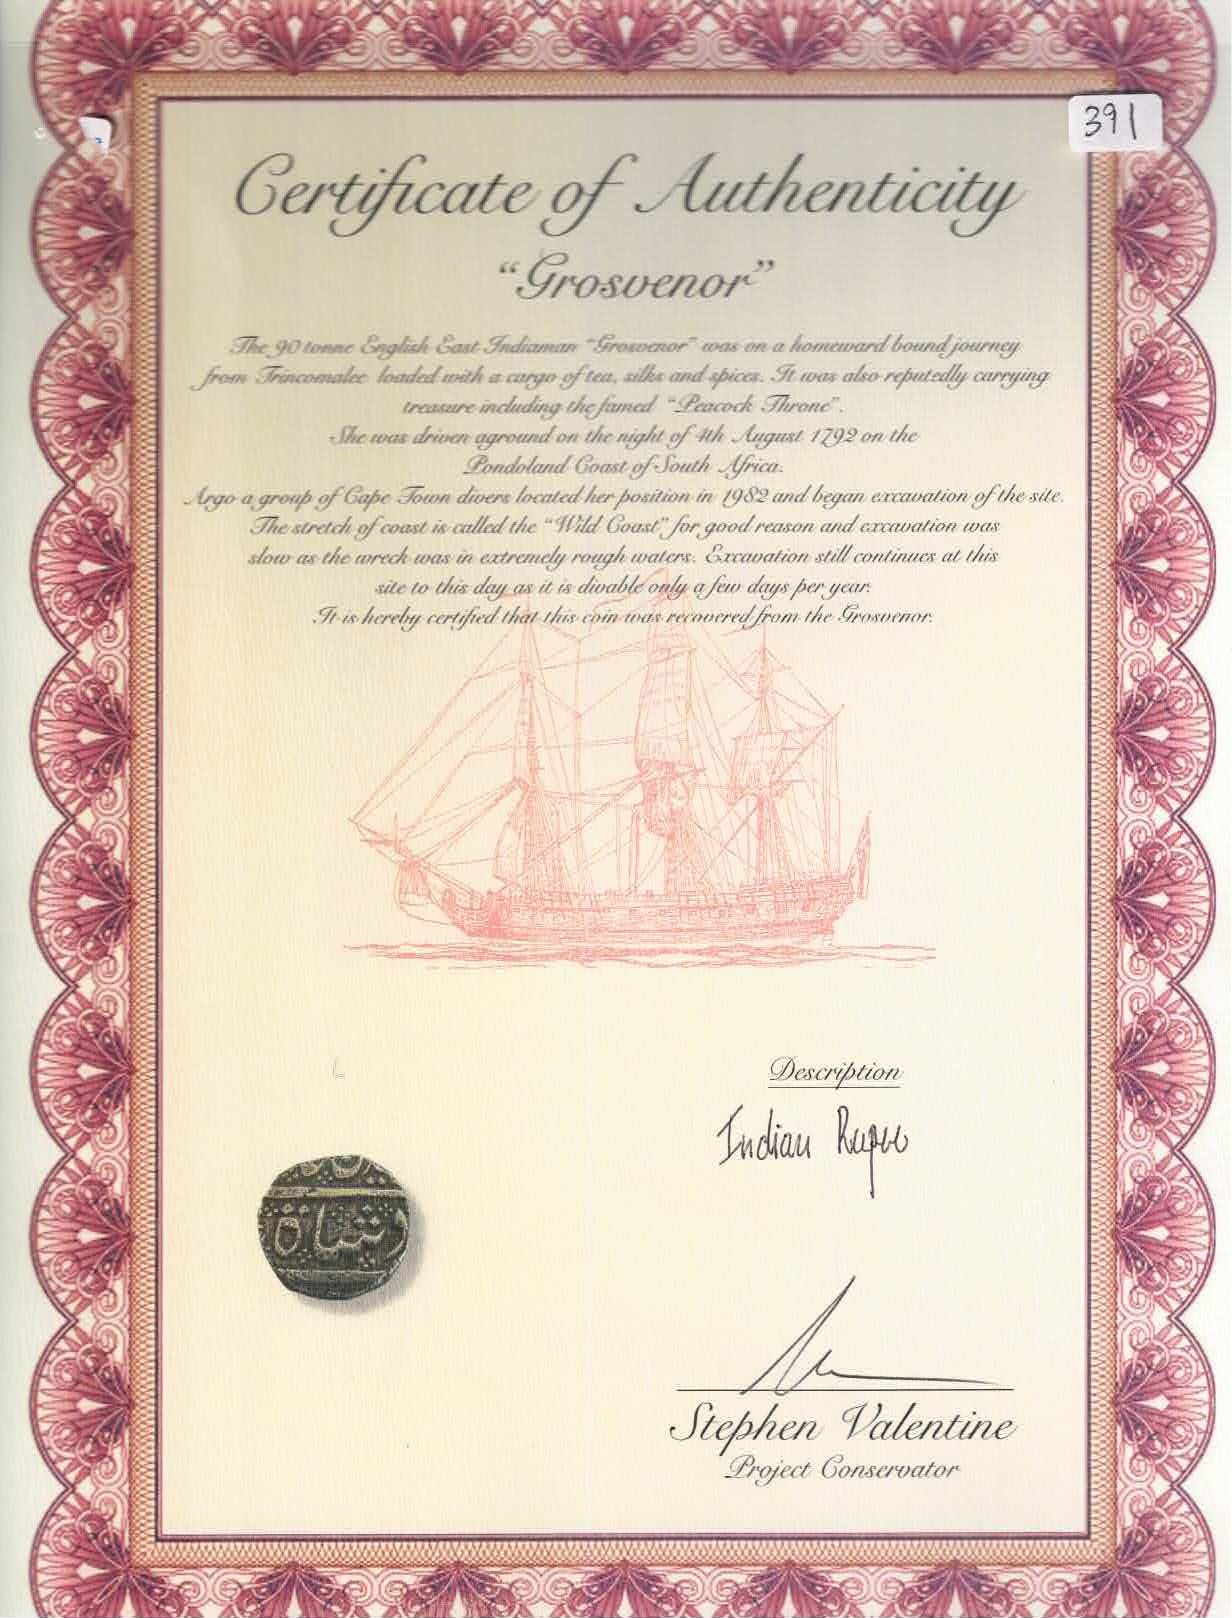 391
Certificate of Authenticity
"Grosvenor"
The 90 tonne English East Indiaman "Grosvenor" was on a homeward bound journey
from Trincomalee loaded with a cargo of tea, silks and spices. It was also reputedly carrying
treasure including the famed "Peacock Throne".
She was driven aground on the night of 4th August 1792 on the
Pondoland Coast of South Africa.
Argo a group of Cape Town divers located her position in 1982 and began excavation of the site.
The stretch of coast is called the "Wild Coast" for good reason and excavation was
slow as the wreck was in extremely rough waters. Excavation still continues at this
site to this day as it is divable only a few days per year.
It is hereby certified that this coin was recovered from the Grosvenor.
Description
Indian Rupee
Stephen Valentine
Project Conservator